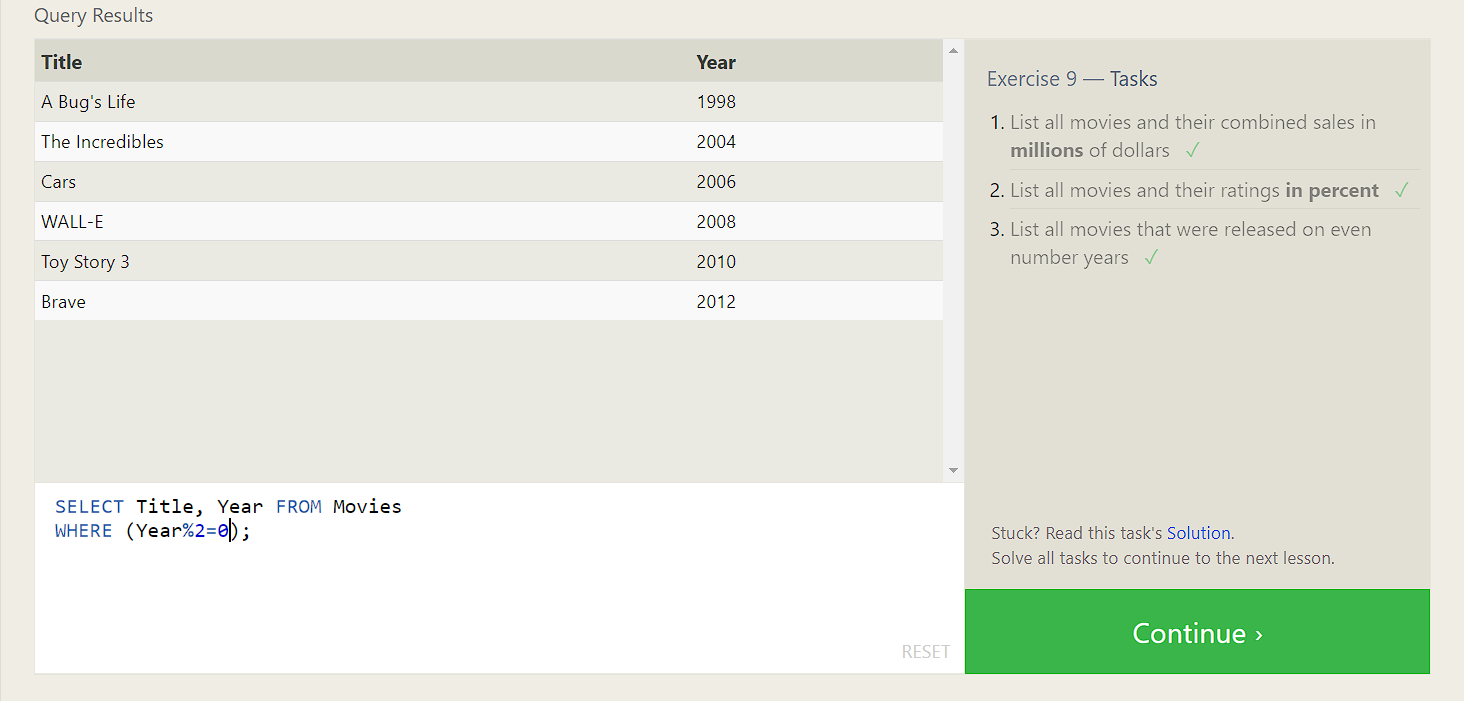 Query Results
Title Year
A Bug's Life 1998
The Incredibles 2004
Cars 2006
WALL-E 2008
Toy Story 3 2010
Brave 2012
SELECT Title, Year FROM Movies
WHERE (Year%2=0);
RESET
Exercise 9 — Tasks
1. List all movies and their combined sales in
millions of dollars ✓
2. List all movies and their ratings in percent ✓
3. List all movies that were released on even
number years ✓
Stuck? Read this task's Solution.
Solve all tasks to continue to the next lesson.
Continue ›